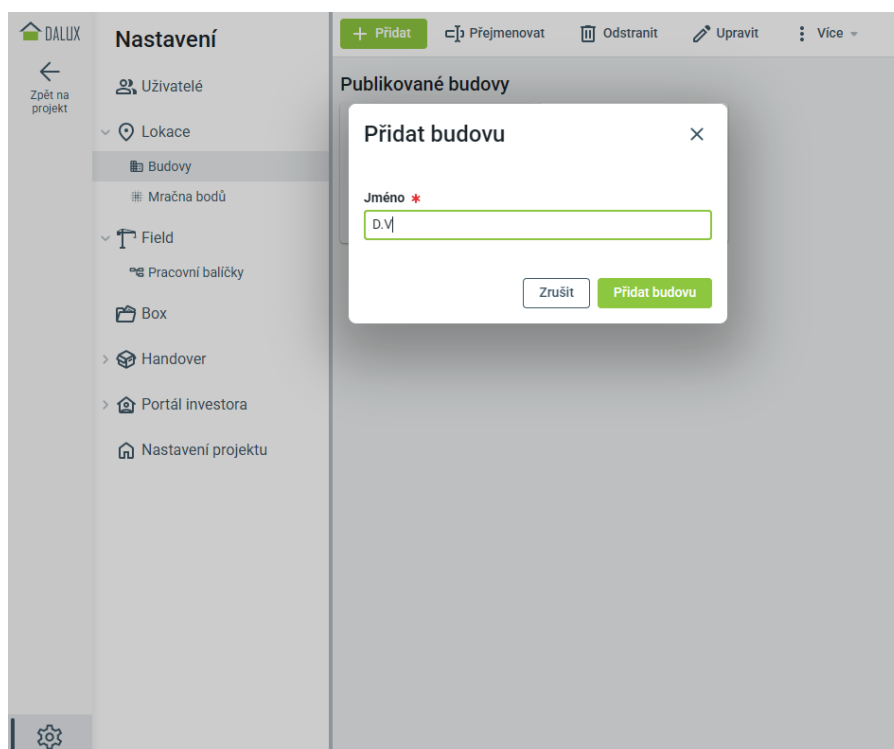 DALUX
Zpět na
projekt
Nastavení
Uživatelé
Lokace
Budovy
Mračna bodů
Field
Pracovní balíčky
Box
Handover
Portál investora
Nastavení projektu
Přidat Přejmenovat Odstranit Upravit Více
Publikované budovy
Přidat budovu
Jméno *
D.V
Zrušit Přidat budovu